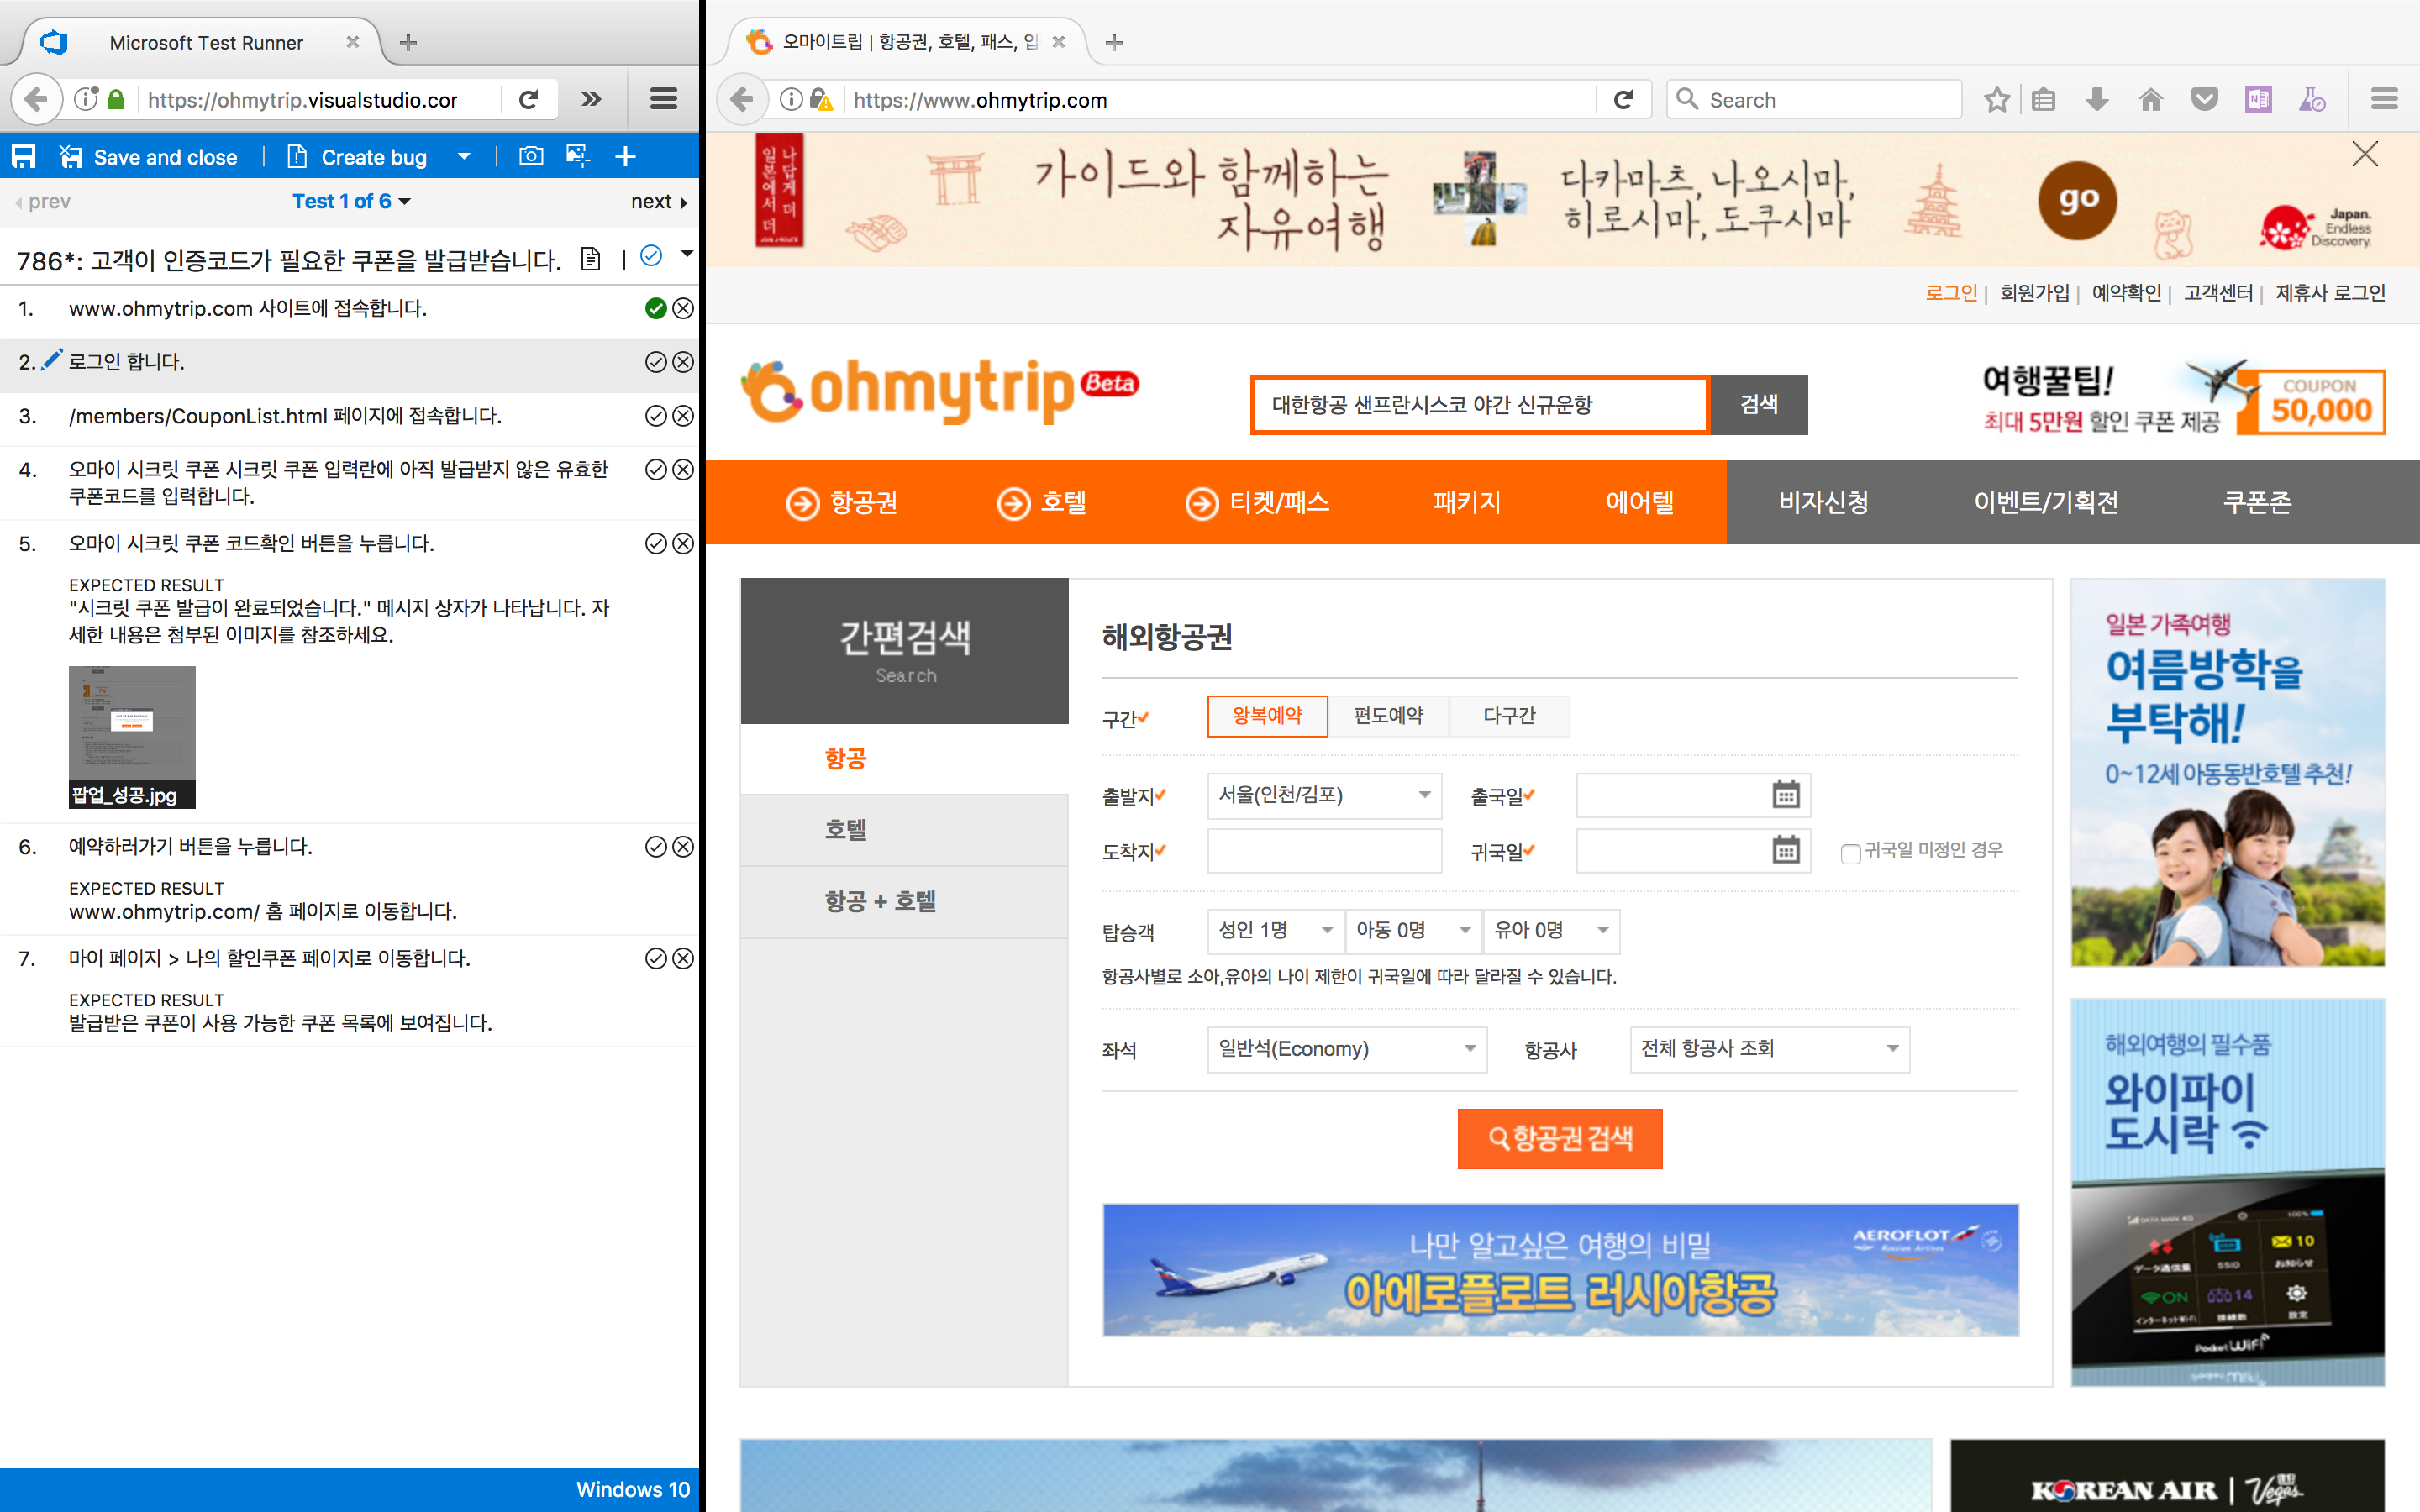 Microsoft Test Runner
https://ohmytrip.visualstudio.cor
Save and close
Create bug
prev
Test 1 of 6
next
786*: 고객이 인증코드가 필요한 쿠폰을 발급받습니다.
1. www.ohmytrip.com 사이트에 접속합니다.
2. 로그인 합니다.
3. /members/CouponList.html 페이지에 접속합니다.
4. 오마이 시크릿 쿠폰 시크릿 쿠폰 입력란에 아직 발급받지 않은 유효한
쿠폰코드를 입력합니다.
5. 오마이 시크릿 쿠폰 코드확인 버튼을 누릅니다.
EXPECTED RESULT
"시크릿 쿠폰 발급이 완료되었습니다." 메시지 상자가 나타납니다. 자
세한 내용은 첨부된 이미지를 참조하세요.
팝업_성공.jpg
6. 예약하러가기 버튼을 누릅니다.
EXPECTED RESULT
www.ohmytrip.com/ 홈 페이지로 이동합니다.
7. 마이 페이지 > 나의 할인쿠폰 페이지로 이동합니다.
EXPECTED RESULT
발급받은 쿠폰이 사용 가능한 쿠폰 목록에 보여집니다.
Windows 10
오마이트립 | 항공권, 호텔, 패스, 입
https://www.ohmytrip.com
Search
나답게 더
일본에서 더
가이드와 함께하는
자유여행
다카마츠, 나오시마,
히로시마, 도쿠시마
go
Japan.
Endless
Discovery.
로그인 | 회원가입 | 예약확인 | 고객센터 | 제휴사 로그인
ohmytrip Beta
대한항공 샌프란시스코 야간 신규운항
검색
여행꿀팁!
최대 5만원 할인 쿠폰 제공
COUPON
50,000
항공권
호텔
티켓/패스
패키지
에어텔
비자신청
이벤트/기획전
쿠폰존
간편검색
Search
항공
호텔
항공 + 호텔
해외항공권
구간
왕복예약
편도예약
다구간
출발지
서울(인천/김포)
출국일
도착지
귀국일
귀국일 미정인 경우
탑승객
성인 1명
아동 0명
유아 0명
항공사별로 소아,유아의 나이 제한이 귀국일에 따라 달라질 수 있습니다.
좌석
일반석(Economy)
항공사
전체 항공사 조회
항공권 검색
나만 알고싶은 여행의 비밀
아에로플로트 러시아항공
AEROFLOT
Russian Airlines
일본 가족여행
여름방학을
부탁해!
0~12세 아동동반호텔 추천!
해외여행의 필수품
와이파이
도시락
100%
データ通信量
SSID
10
お知らせ
ON
14
接続数
設定
Pocket WiFi
KOREAN AIR
Vegas